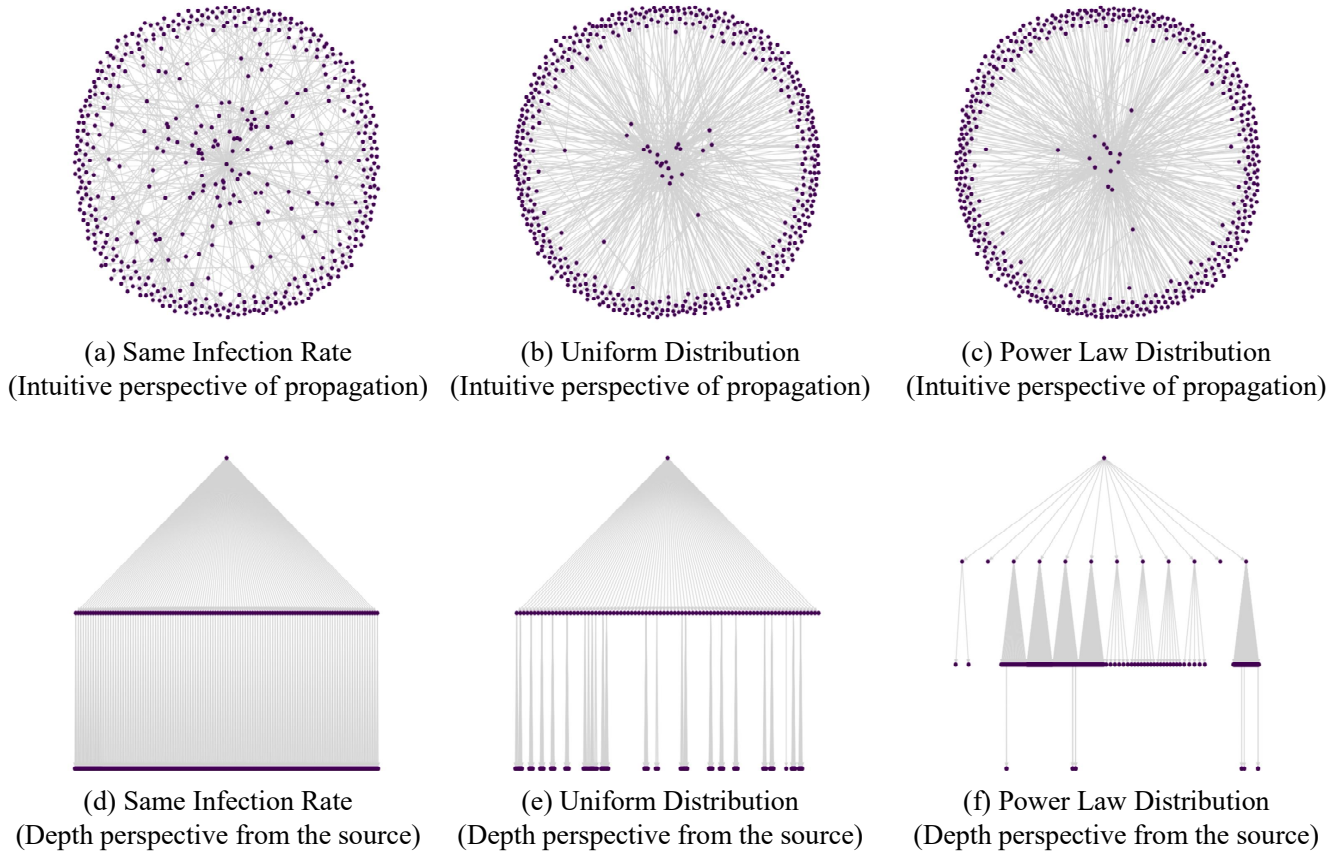 (a) Same Infection Rate
(Intuitive perspective of propagation)
(b) Uniform Distribution
(Intuitive perspective of propagation)
(c) Power Law Distribution
(Intuitive perspective of propagation)
(d) Same Infection Rate
(Depth perspective from the source)
(e) Uniform Distribution
(Depth perspective from the source)
(f) Power Law Distribution
(Depth perspective from the source)